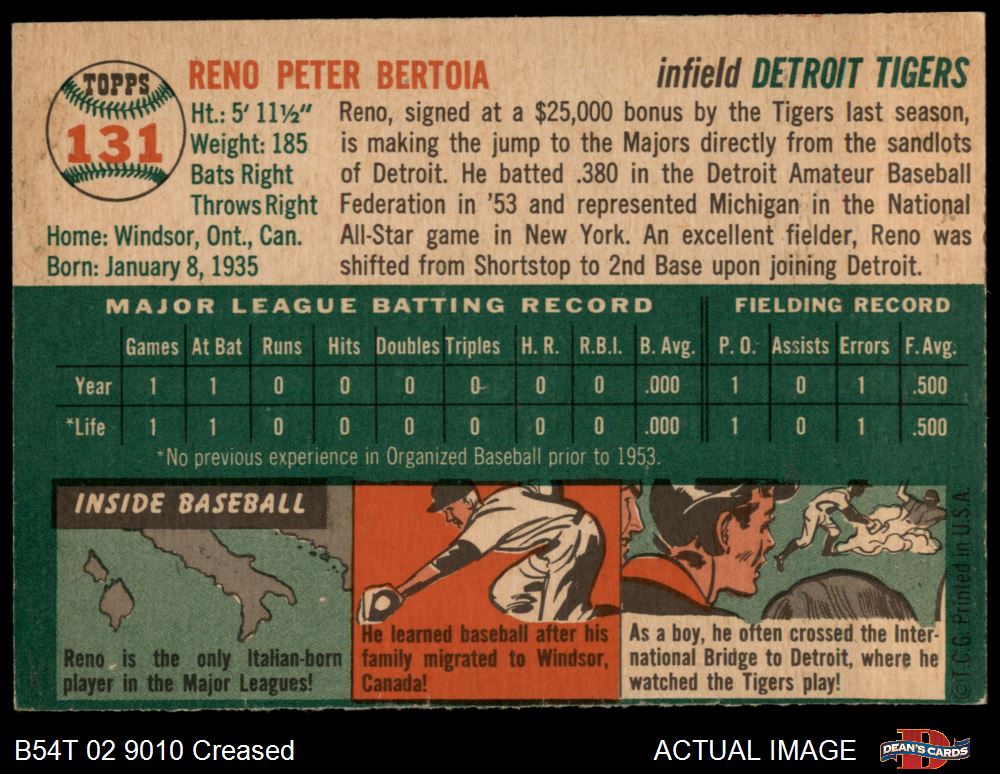 TOPPS
131
RENO PETER BERTOIA
infield DETROIT TIGERS
Ht.: 5' 11½"
Weight: 185
Bats Right
Throws Right
Home: Windsor, Ont., Can.
Born: January 8, 1935
Reno, signed at a $25,000 bonus by the Tigers last season,
is making the jump to the Majors directly from the sandlots
of Detroit. He batted .380 in the Detroit Amateur Baseball
Federation in '53 and represented Michigan in the National
All-Star game in New York. An excellent fielder, Reno was
shifted from Shortstop to 2nd Base upon joining Detroit.
MAJOR LEAGUE BATTING RECORD FIELDING RECORD
Games At Bat Runs Hits Doubles Triples H. R. R.B.I. B. Avg. P. O. Assists Errors F. Avg.
Year 1 1 0 0 0 0 0 0 .000 1 0 1 .500
*Life 1 1 0 0 0 0 0 0 .000 1 0 1 .500
*No previous experience in Organized Baseball prior to 1953.
INSIDE BASEBALL
Reno is the only Italian-born
player in the Major Leagues!
He learned baseball after his
family migrated to Windsor,
Canada!
As a boy, he often crossed the Inter-
national Bridge to Detroit, where he
watched the Tigers play!
©T.C.G. Printed in U.S.A.
B54T 02 9010 Creased
ACTUAL IMAGE
DEAN'S CARDS